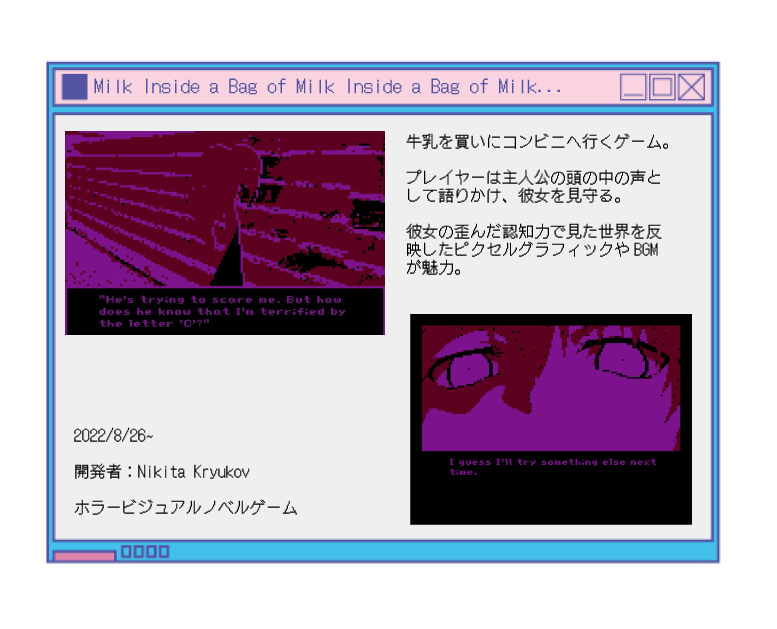 Milk Inside a Bag of Milk Inside a Bag of Milk...
牛乳を買いにコンビニへ行くゲーム。
プレイヤーは主人公の頭の中の声と
して語りかけ、彼女を見守る。
彼女の歪んだ認知力で見た世界を反
映したピクセルグラフィックやBGM
が魅力。
"He's trying to scare me. But how
does he know that I'm terrified by
the letter 'O'?"
I guess I'll try something else next
time.
2022/8/26~
開発者：Nikita Kryukov
ホラービジュアルノベルゲーム